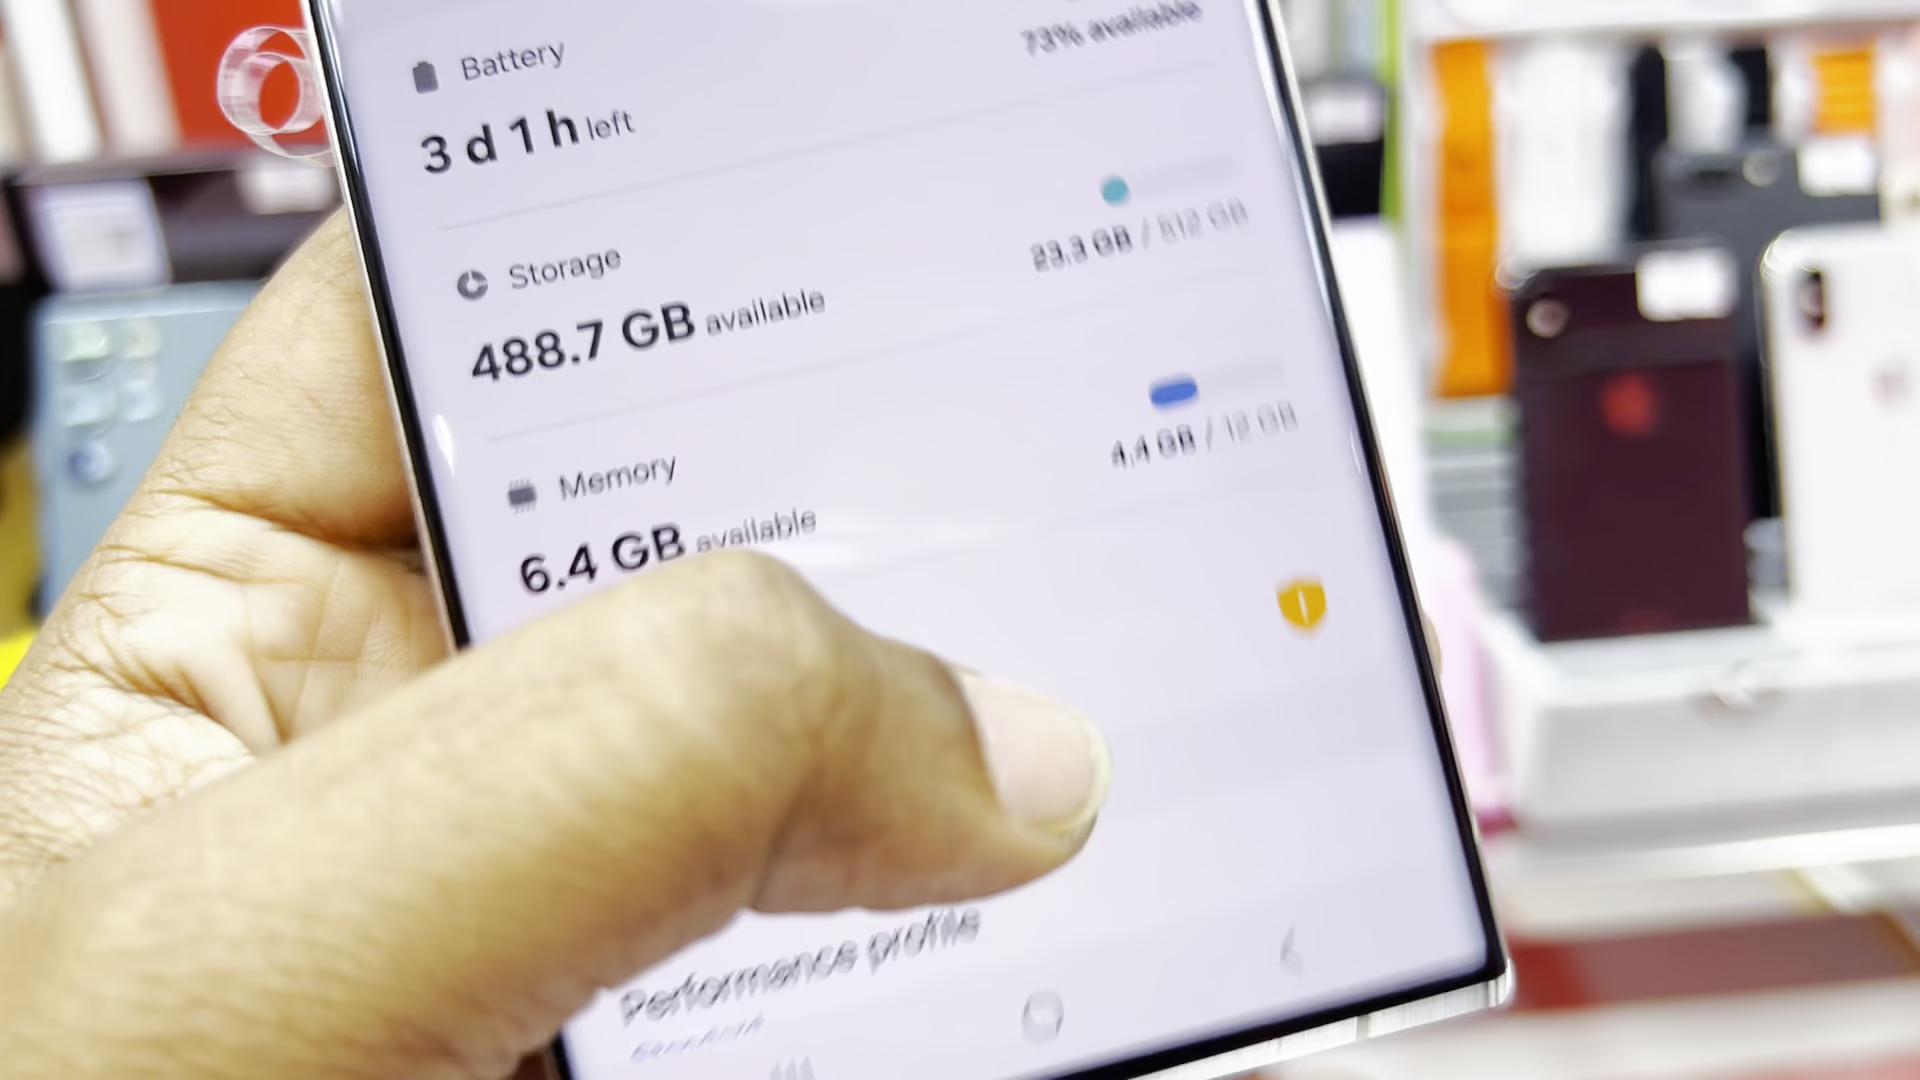 Battery
73% available
3 d 1 h left
Storage
23.3 GB / 512 GB
488.7 GB available
Memory
4.4 GB / 12 GB
6.4 GB available
Performance profile
Standard